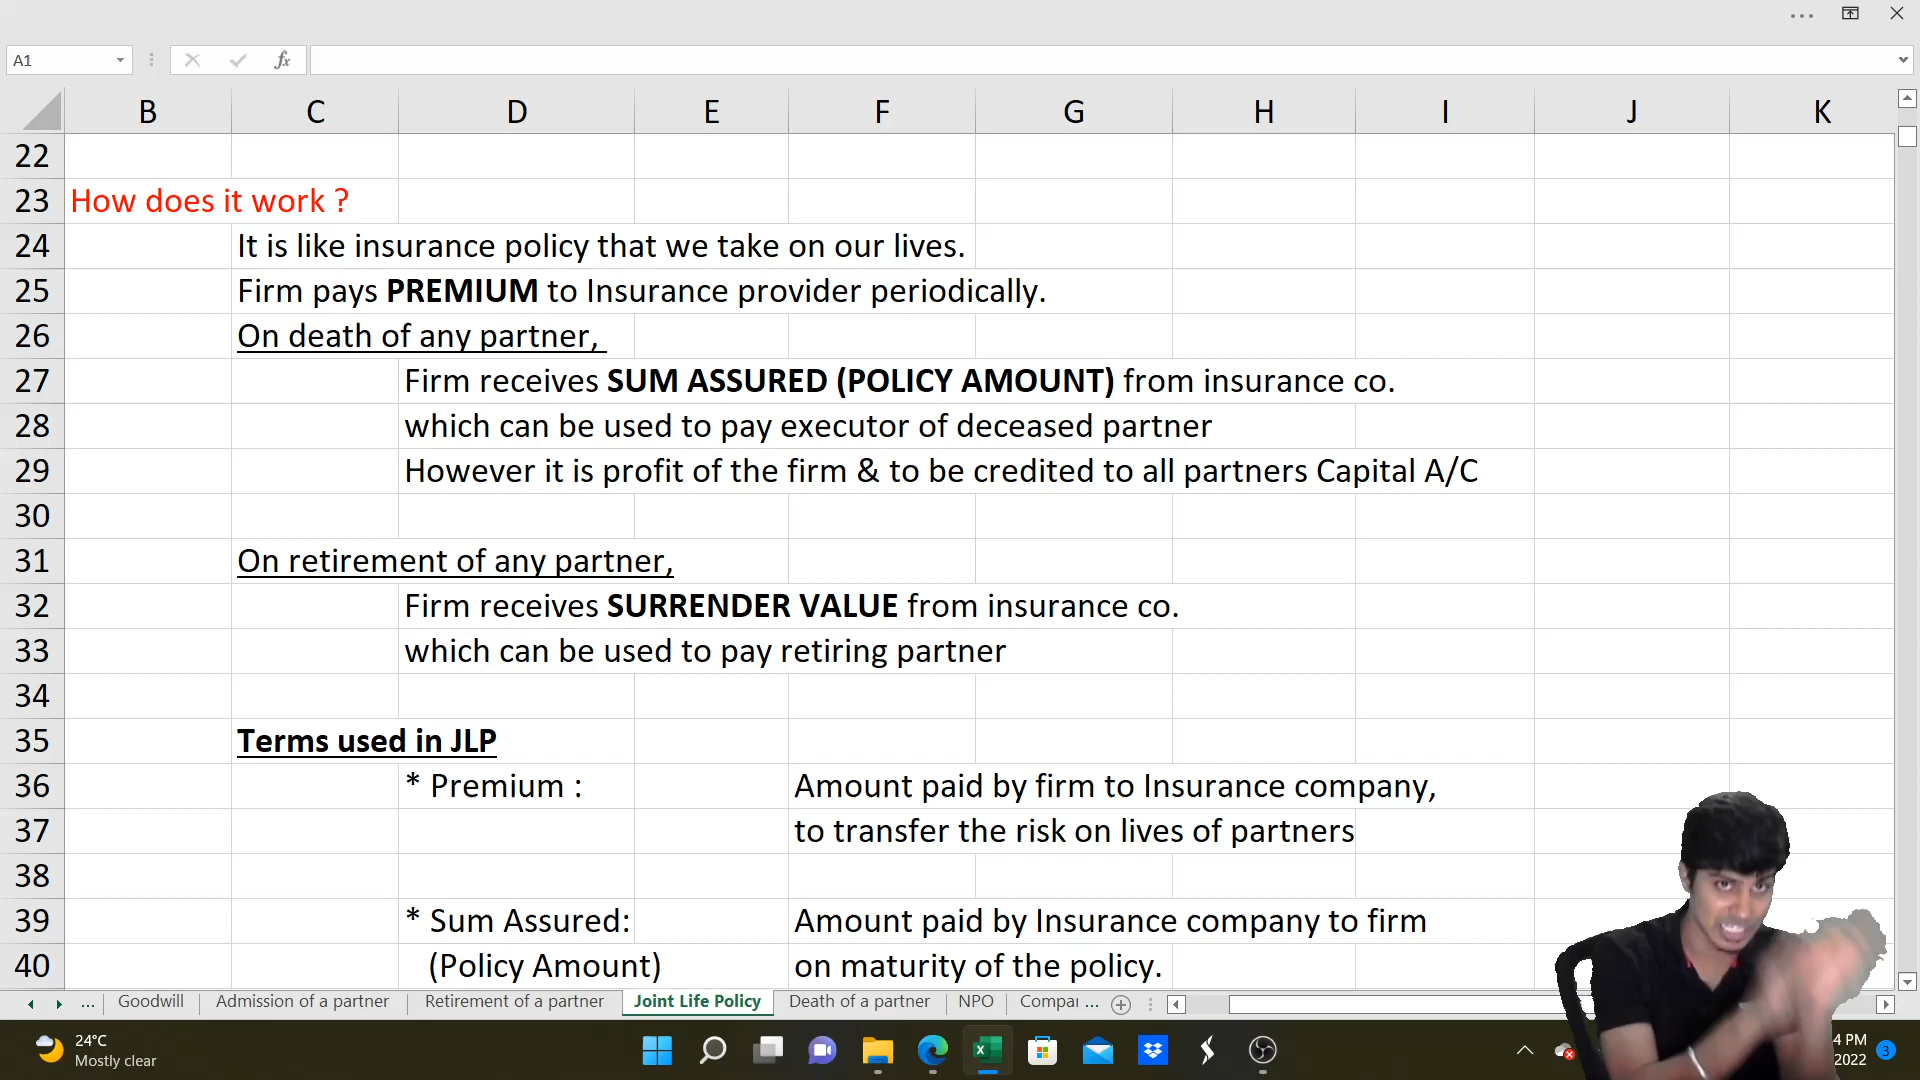 A1
fx
B C D E F G H I J K
22
23 How does it work ?
24 It is like insurance policy that we take on our lives.
25 Firm pays PREMIUM to Insurance provider periodically.
26 On death of any partner,
27 Firm receives SUM ASSURED (POLICY AMOUNT) from insurance co.
28 which can be used to pay executor of deceased partner
29 However it is profit of the firm & to be credited to all partners Capital A/C
30
31 On retirement of any partner,
32 Firm receives SURRENDER VALUE from insurance co.
33 which can be used to pay retiring partner
34
35 Terms used in JLP
36 * Premium : Amount paid by firm to Insurance company,
37 to transfer the risk on lives of partners
38
39 * Sum Assured: Amount paid by Insurance company to firm
40 (Policy Amount) on maturity of the policy.
... Goodwill Admission of a partner Retirement of a partner Joint Life Policy Death of a partner NPO Compar ...
24°C
Mostly clear
4 PM
2022
3